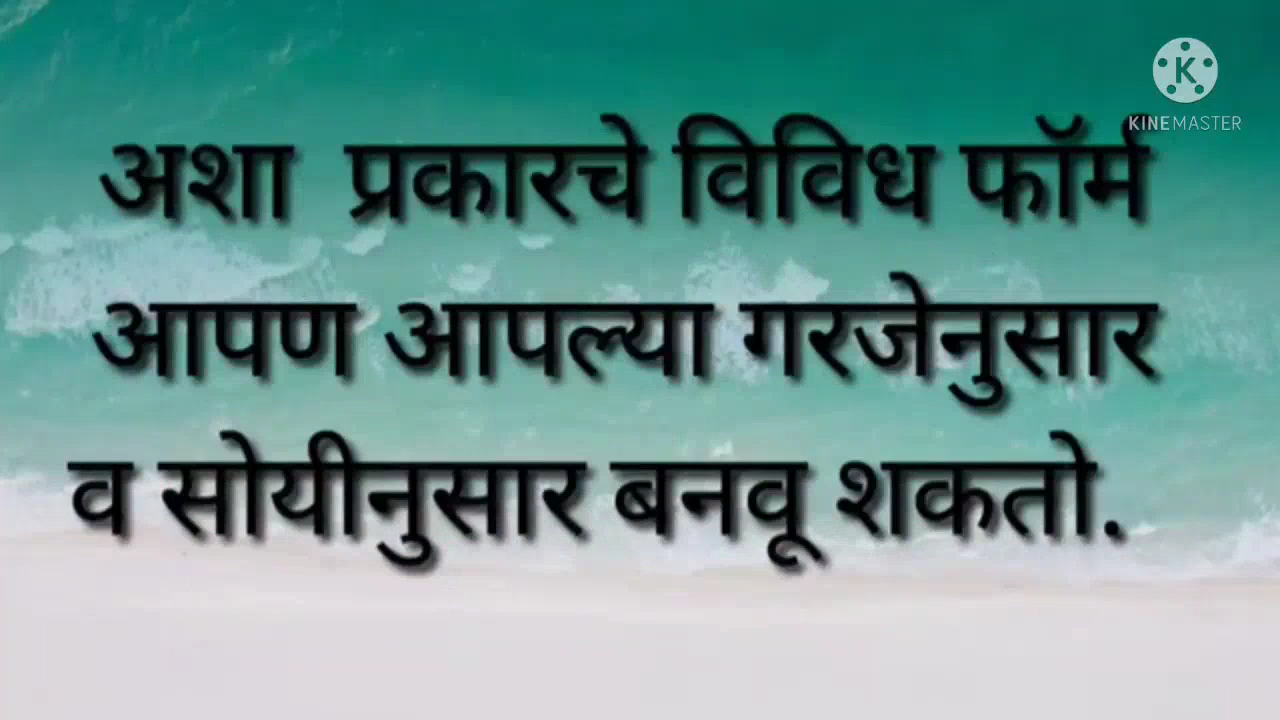 KINEMASTER
अशा प्रकारचे विविध फॉर्म
आपण आपल्या गरजेनुसार
व सोयीनुसार बनवू शकतो.